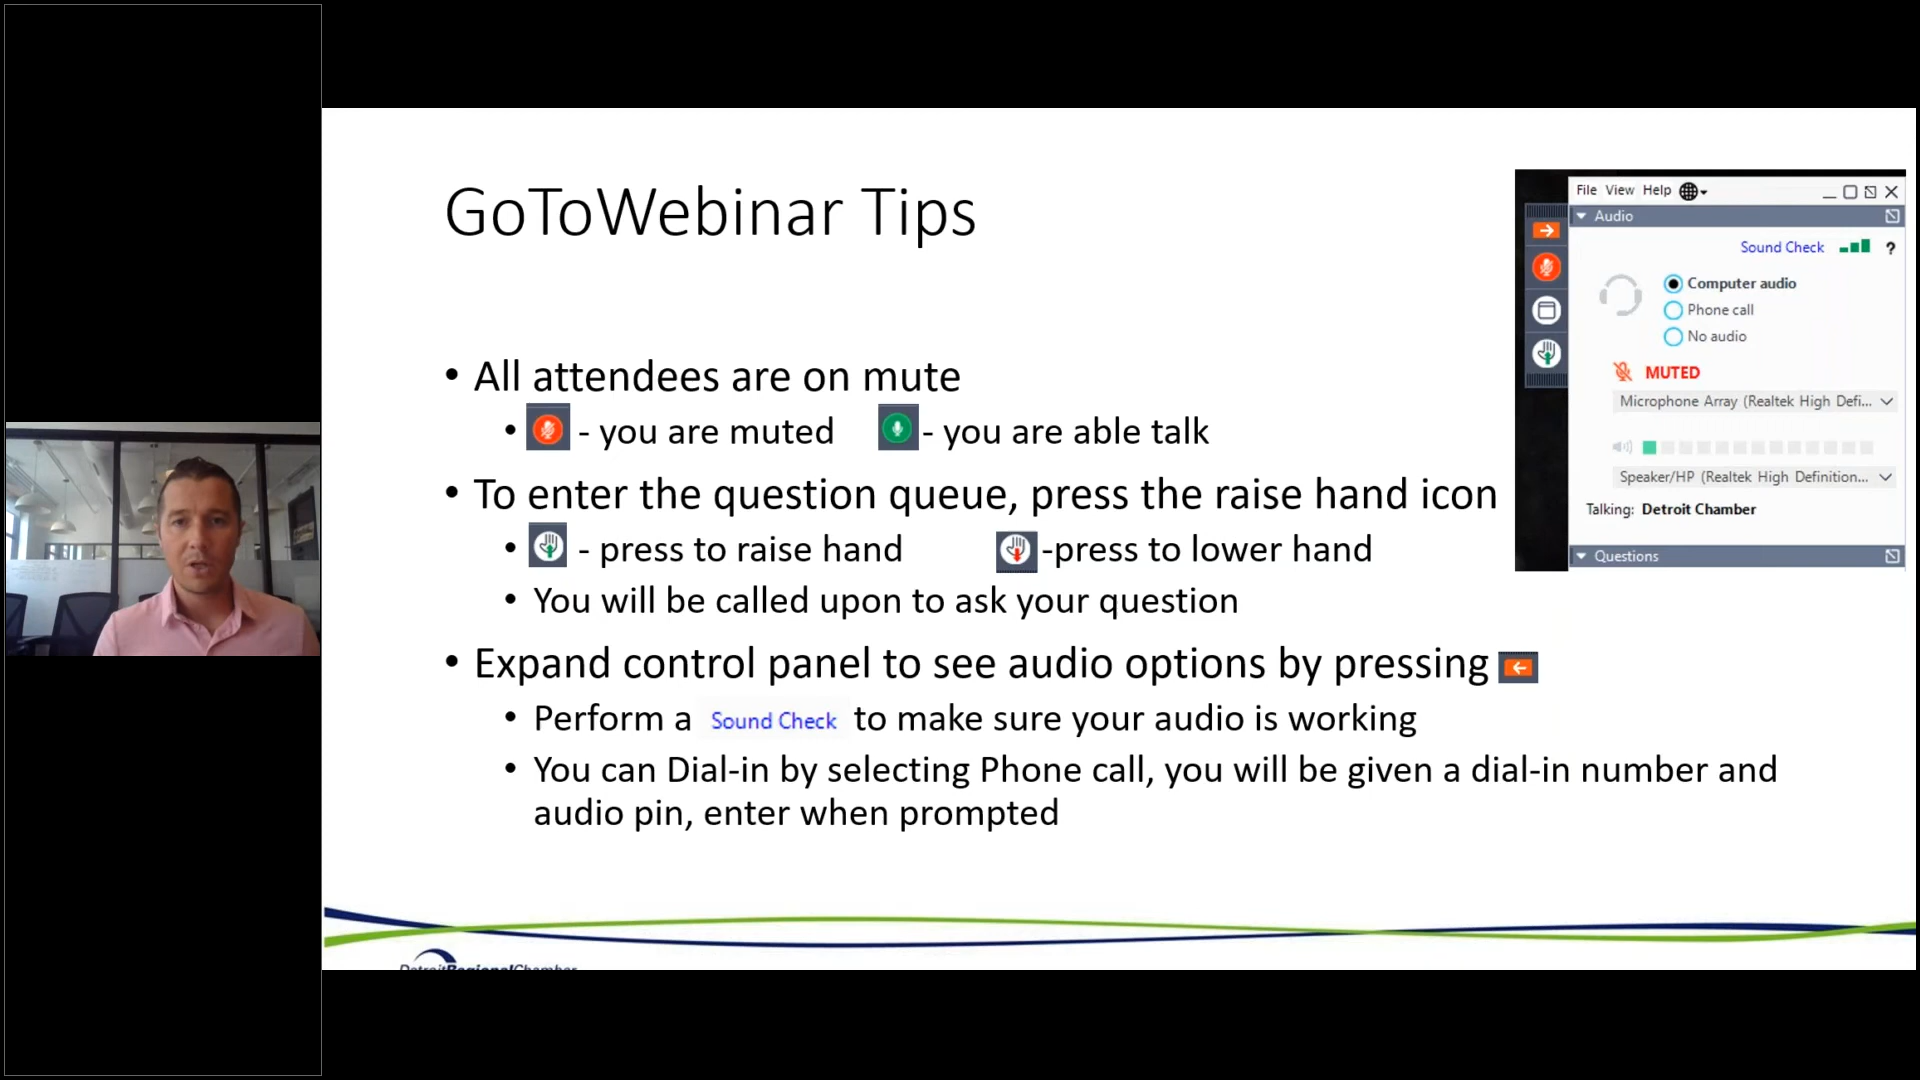 GoToWebinar Tips
• All attendees are on mute
• - you are muted - you are able talk
• To enter the question queue, press the raise hand icon
• - press to raise hand -press to lower hand
• You will be called upon to ask your question
• Expand control panel to see audio options by pressing
• Perform a Sound Check to make sure your audio is working
• You can Dial-in by selecting Phone call, you will be given a dial-in number and
audio pin, enter when prompted
File View Help
Audio
Sound Check ?
Computer audio
Phone call
No audio
MUTED
Microphone Array (Realtek High Defi...
Speaker/HP (Realtek High Definition...
Talking: Detroit Chamber
Questions
DetroitRegionalChamber